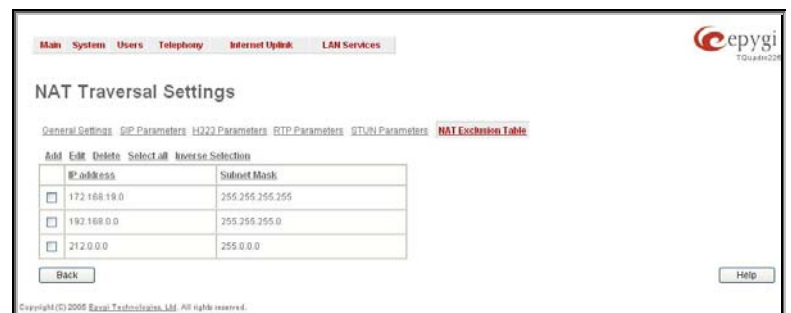 Main System Users Telephony Internet Uplink LAN Services
epygi
NAT Traversal Settings
General Settings SIP Parameters H323 Parameters RTP Parameters STUN Parameters NAT Exclusion Table
Add Edit Delete Select all Inverse Selection
IP address Subnet Mask
172.168.19.0 255.255.255.255
192.168.0.0 255.255.255.0
212.0.0.0 255.0.0.0
Back Help
Copyright (C) 2005 Epygi Technologies, Ltd. All rights reserved.